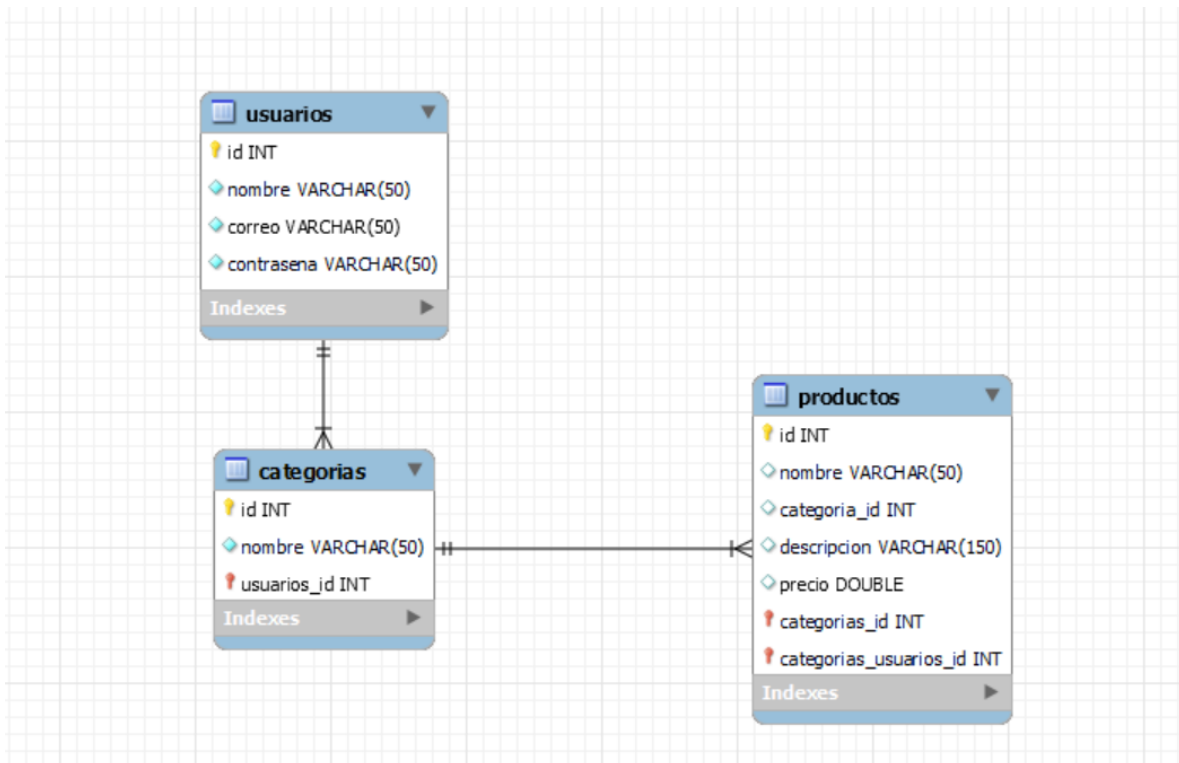 usuarios
id INT
nombre VARCHAR(50)
correo VARCHAR(50)
contrasena VARCHAR(50)
Indexes
categorias
id INT
nombre VARCHAR(50)
usuarios_id INT
Indexes
productos
id INT
nombre VARCHAR(50)
categoria_id INT
descripcion VARCHAR(150)
precio DOUBLE
categorias_id INT
categorias_usuarios_id INT
Indexes